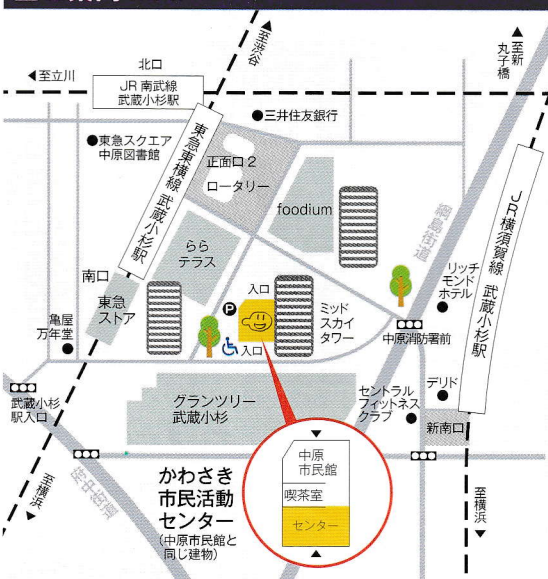 至渋谷
至新
丸子橋
北口
至立川
JR 南武線
武蔵小杉駅
三井住友銀行
東急スクエア
中原図書館
東急東横線 武蔵小杉駅
正面口2
ロータリー
foodium
綱島街道
JR横須賀線 武蔵小杉駅
らら
テラス
リッチ
モンド
ホテル
南口
東急
ストア
P
入口
入口
ミッド
スカイ
タワー
亀屋
万年堂
中原消防署前
武蔵小杉
駅入口
グランツリー
武蔵小杉
セントラル
フィットネス
クラブ
デリド
新南口
至横浜
至横浜
かわさき
市民活動
センター
(中原市民館と
同じ建物)
中原
市民館
喫茶室
センター